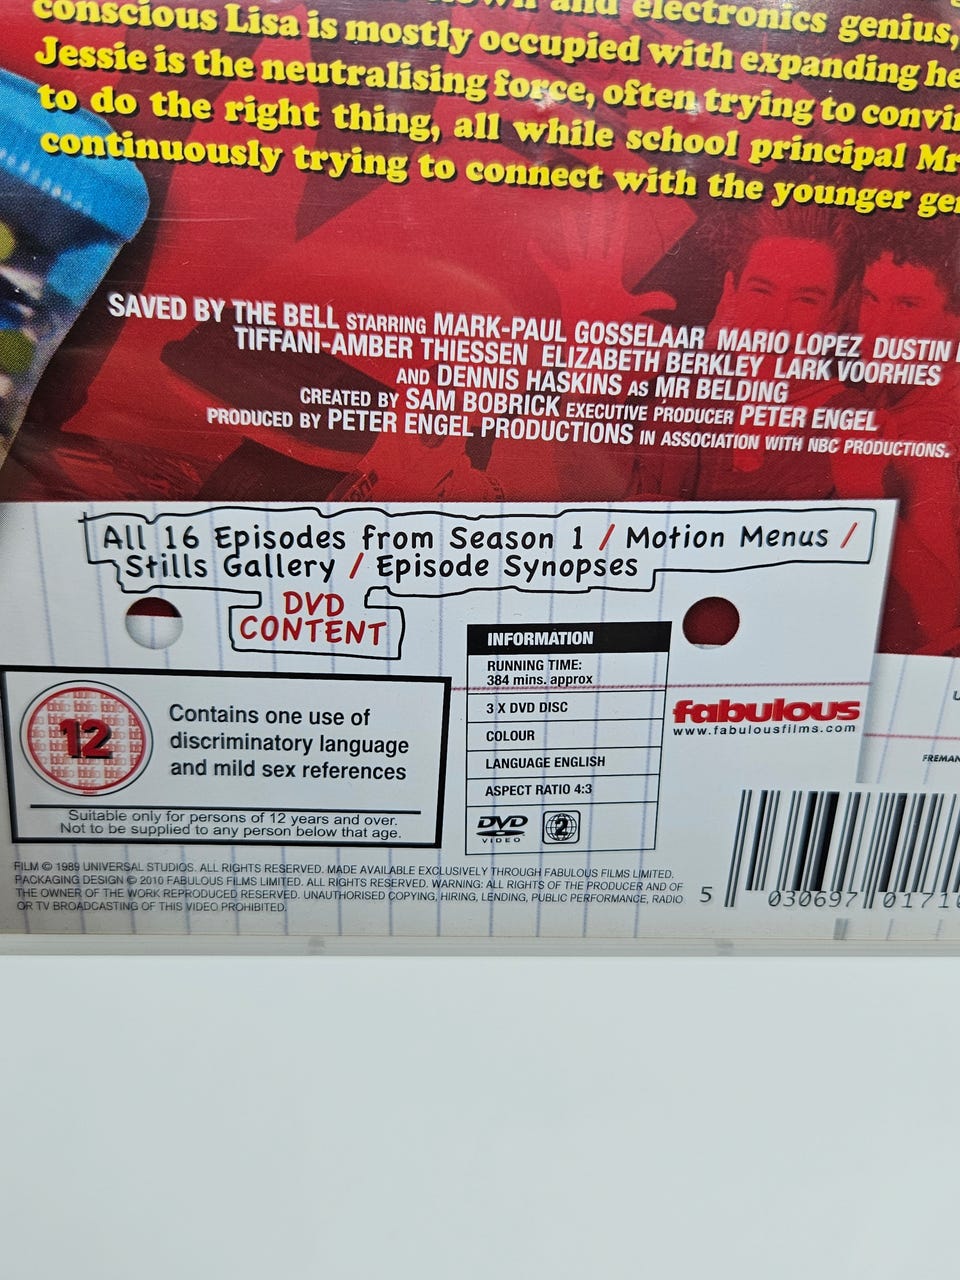 and electronics genius,
conscious Lisa is mostly occupied with expanding
Jessie is the neutralising force, often trying to
to do the right thing, all while school principal Mr
continuously trying to connect with the younger
SAVED BY THE BELL STARRING MARK-PAUL GOSSELAAR MARIO LOPEZ DUSTIN
TIFFANI-AMBER THIESSEN ELIZABETH BERKLEY LARK VOORHIES
AND DENNIS HASKINS AS MR BELDING
CREATED BY SAM BOBRICK EXECUTIVE PRODUCER PETER ENGEL
PRODUCED BY PETER ENGEL PRODUCTIONS IN ASSOCIATION WITH NBC PRODUCTIONS.
All 16 Episodes from Season 1 / Motion Menus /
Stills Gallery / Episode Synopses
DVD
CONTENT
INFORMATION
RUNNING TIME:
384 mins. approx
3 X DVD DISC
COLOUR
LANGUAGE ENGLISH
ASPECT RATIO 4:3
DVD
VIDEO
2
fabulous
www.fabulousfilms.com
12
Contains one use of
discriminatory language
and mild sex references
Suitable only for persons of 12 years and over.
Not to be supplied to any person below that age.
FILM © 1989 UNIVERSAL STUDIOS. ALL RIGHTS RESERVED. MADE AVAILABLE EXCLUSIVELY THROUGH FABULOUS FILMS LIMITED.
PACKAGING DESIGN © 2010 FABULOUS FILMS LIMITED. ALL RIGHTS RESERVED. WARNING: ALL RIGHTS OF THE PRODUCER AND OF
THE OWNER OF THE WORK REPRODUCED RESERVED. UNAUTHORISED COPYING, HIRING, LENDING, PUBLIC PERFORMANCE, RADIO
OR TV BROADCASTING OF THIS VIDEO PROHIBITED.
5 030697 0171